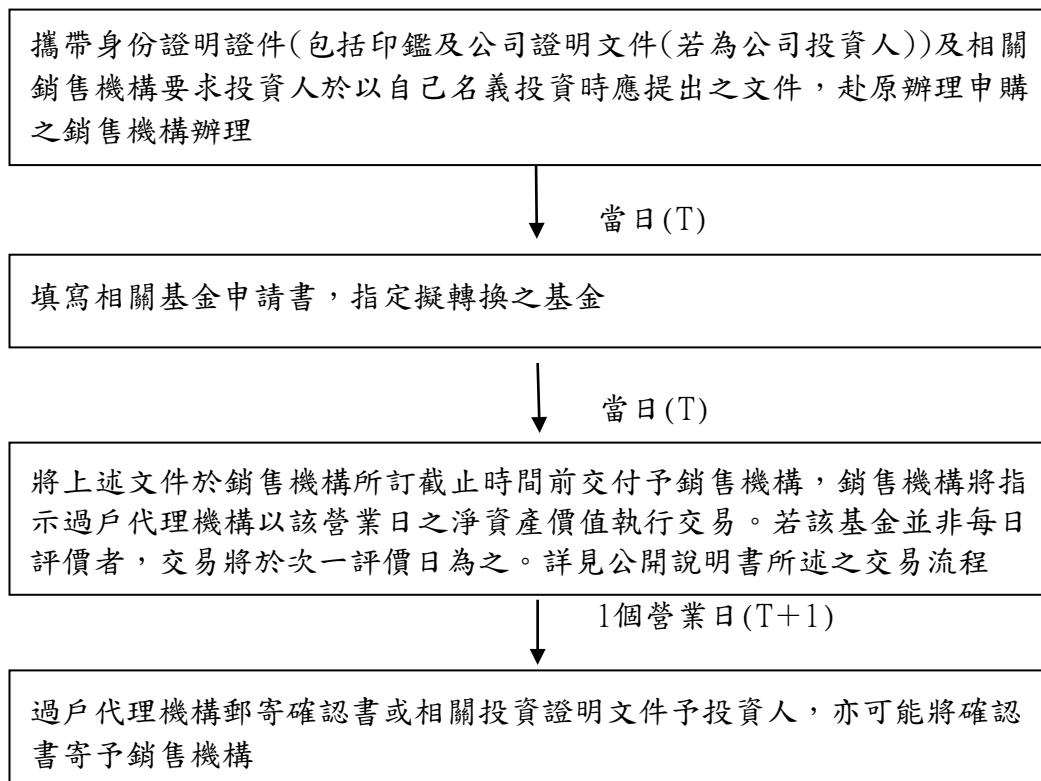 攜帶身份證明證件(包括印鑑及公司證明文件(若為公司投資人))及相關
銷售機構要求投資人於以自己名義投資時應提出之文件，赴原辦理申購
之銷售機構辦理
當日(T)
填寫相關基金申請書，指定擬轉換之基金
當日(T)
將上述文件於銷售機構所訂截止時間前交付予銷售機構，銷售機構將指
示過戶代理機構以該營業日之淨資產價值執行交易。若該基金並非每日
評價者，交易將於次一評價日為之。詳見公開說明書所述之交易流程
1個營業日(T＋1)
過戶代理機構郵寄確認書或相關投資證明文件予投資人，亦可能將確認
書寄予銷售機構